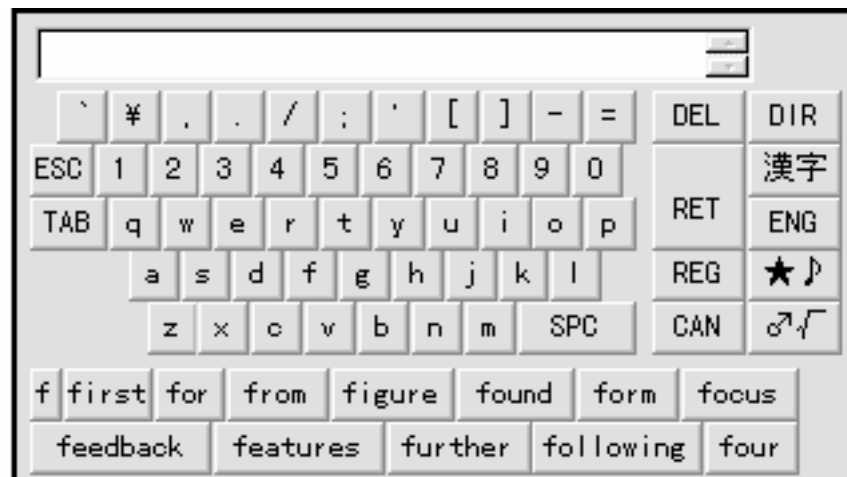 ` ¥ , . / ; ' [ ] - = DEL DIR
ESC 1 2 3 4 5 6 7 8 9 0 漢字
TAB q w e r t y u i o p RET ENG
a s d f g h j k l REG ★♪
z x c v b n m SPC CAN ♂√
f first for from figure found form focus
feedback features further following four